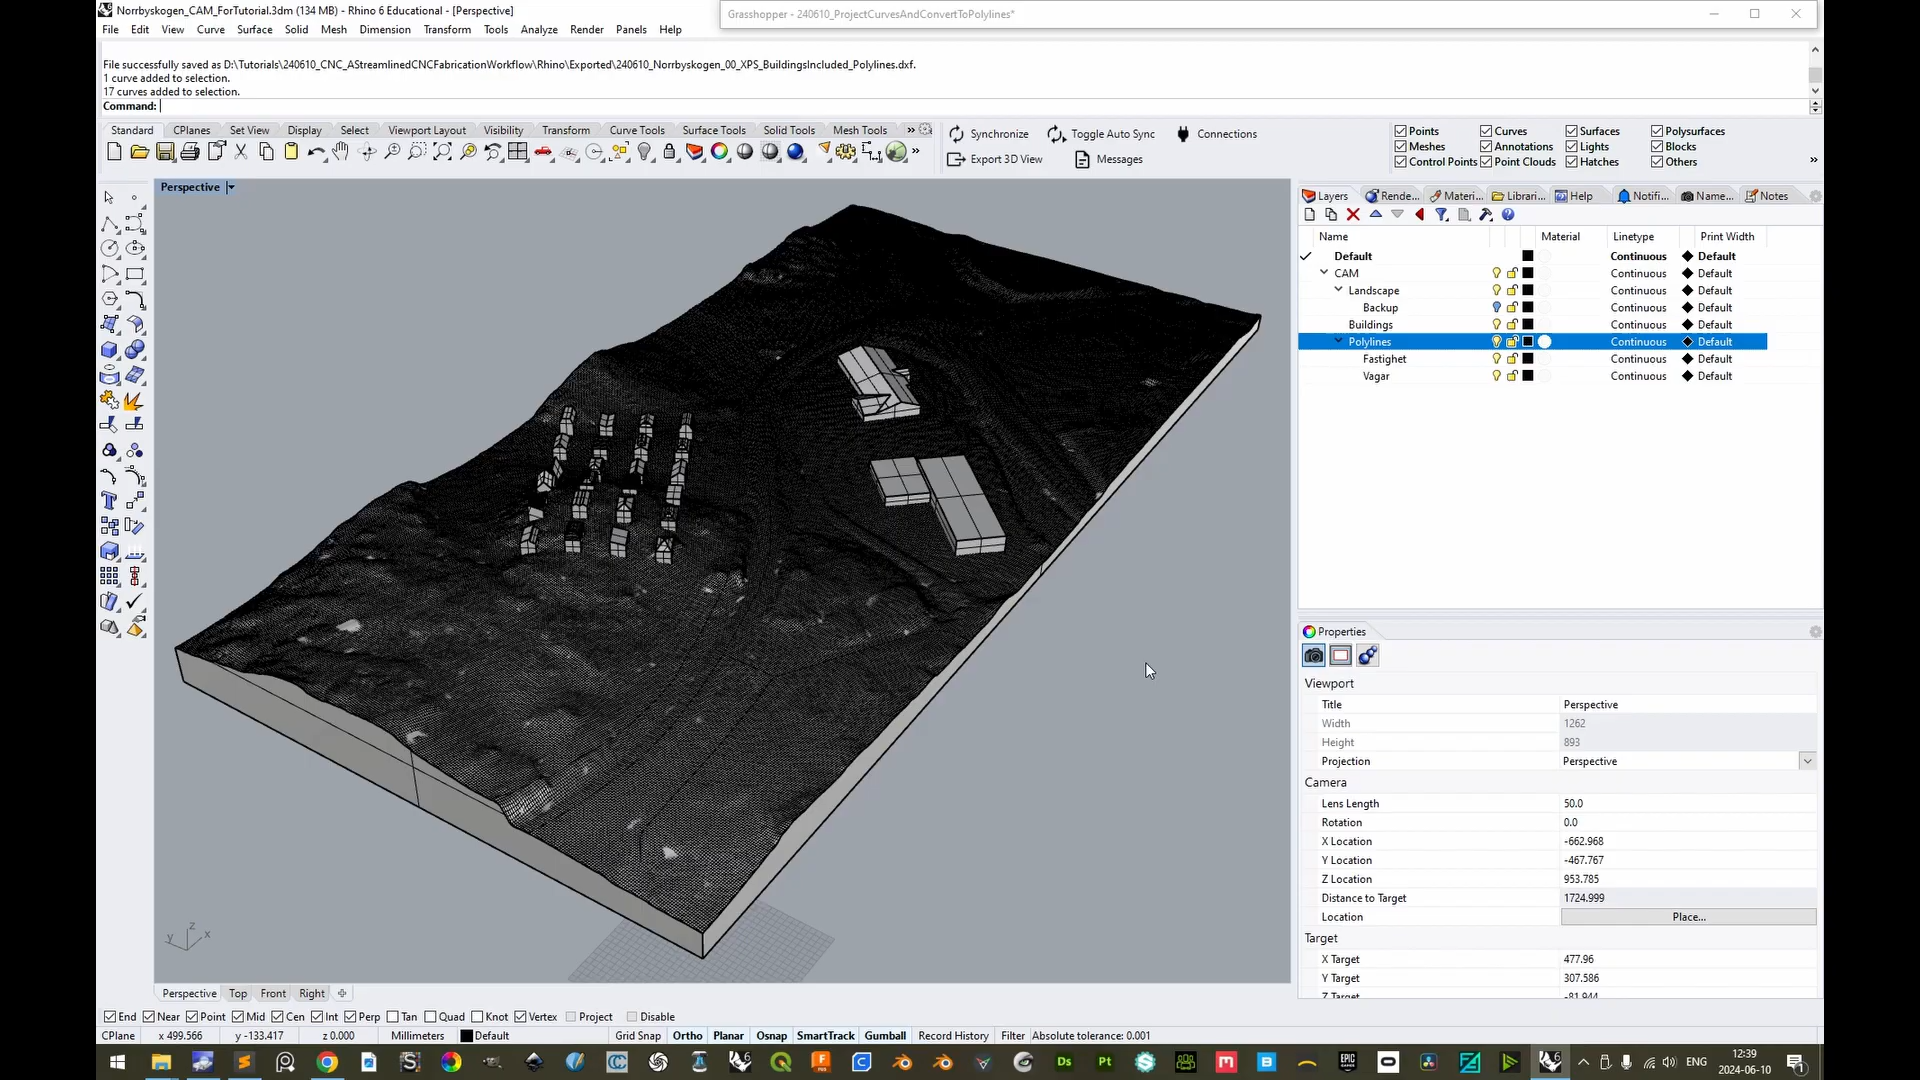 Norrbyskogen_CAM_ForTutorial.3dm (134 MB) - Rhino 6 Educational - [Perspective]
Grasshopper - 240610_ProjectCurvesAndConvertToPolylines*
File Edit View Curve Surface Solid Mesh Dimension Transform Tools Analyze Render Panels Help
File successfully saved as D:\Tutorials\240610_CNC_AStreamlinedCNCFabricationWorkflow\Rhino\Exported\240610_Norrbyskogen_00_XPS_BuildingsIncluded_Polylines.dxf.
1 curve added to selection.
17 curves added to selection.
Command:
Standard CPlanes Set View Display Select Viewport Layout Visibility Transform Curve Tools Surface Tools Solid Tools Mesh Tools »
Synchronize Toggle Auto Sync Connections
Export 3D View Messages
Points Curves Surfaces Polysurfaces
Meshes Annotations Lights Blocks
Control Points Point Clouds Hatches Others
Perspective
Layers Rende... Materi... Librari... Help Notifi... Name... Notes
Name Material Linetype Print Width
Default Continuous Default
CAM Continuous Default
Landscape Continuous Default
Backup Continuous Default
Buildings Continuous Default
Polylines Continuous Default
Fastighet Continuous Default
Vagar Continuous Default
Properties
Viewport
Title Perspective
Width 1262
Height 893
Projection Perspective
Camera
Lens Length 50.0
Rotation 0.0
X Location -662.968
Y Location -467.767
Z Location 953.785
Distance to Target 1724.999
Location Place...
Target
X Target 477.96
Y Target 307.586
Z Target -81.944
z
y x
Perspective Top Front Right
End Near Point Mid Cen Int Perp Tan Quad Knot Vertex Project Disable
CPlane x 499.566 y -133.417 z 0.000 Millimeters Default Grid Snap Ortho Planar Osnap SmartTrack Gumball Record History Filter Absolute tolerance: 0.001
Ds Pt ENG
12:39
2024-06-10